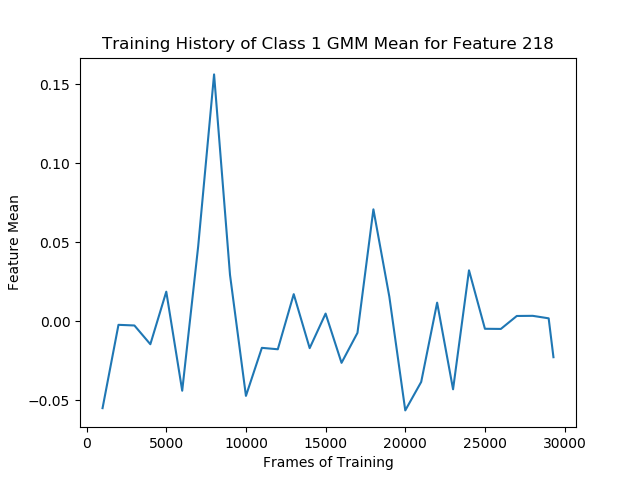 Training History of Class 1 GMM Mean for Feature 218
0.15
0.10
0.05
0.00
−0.05
Feature Mean
0 5000 10000 15000 20000 25000 30000
Frames of Training